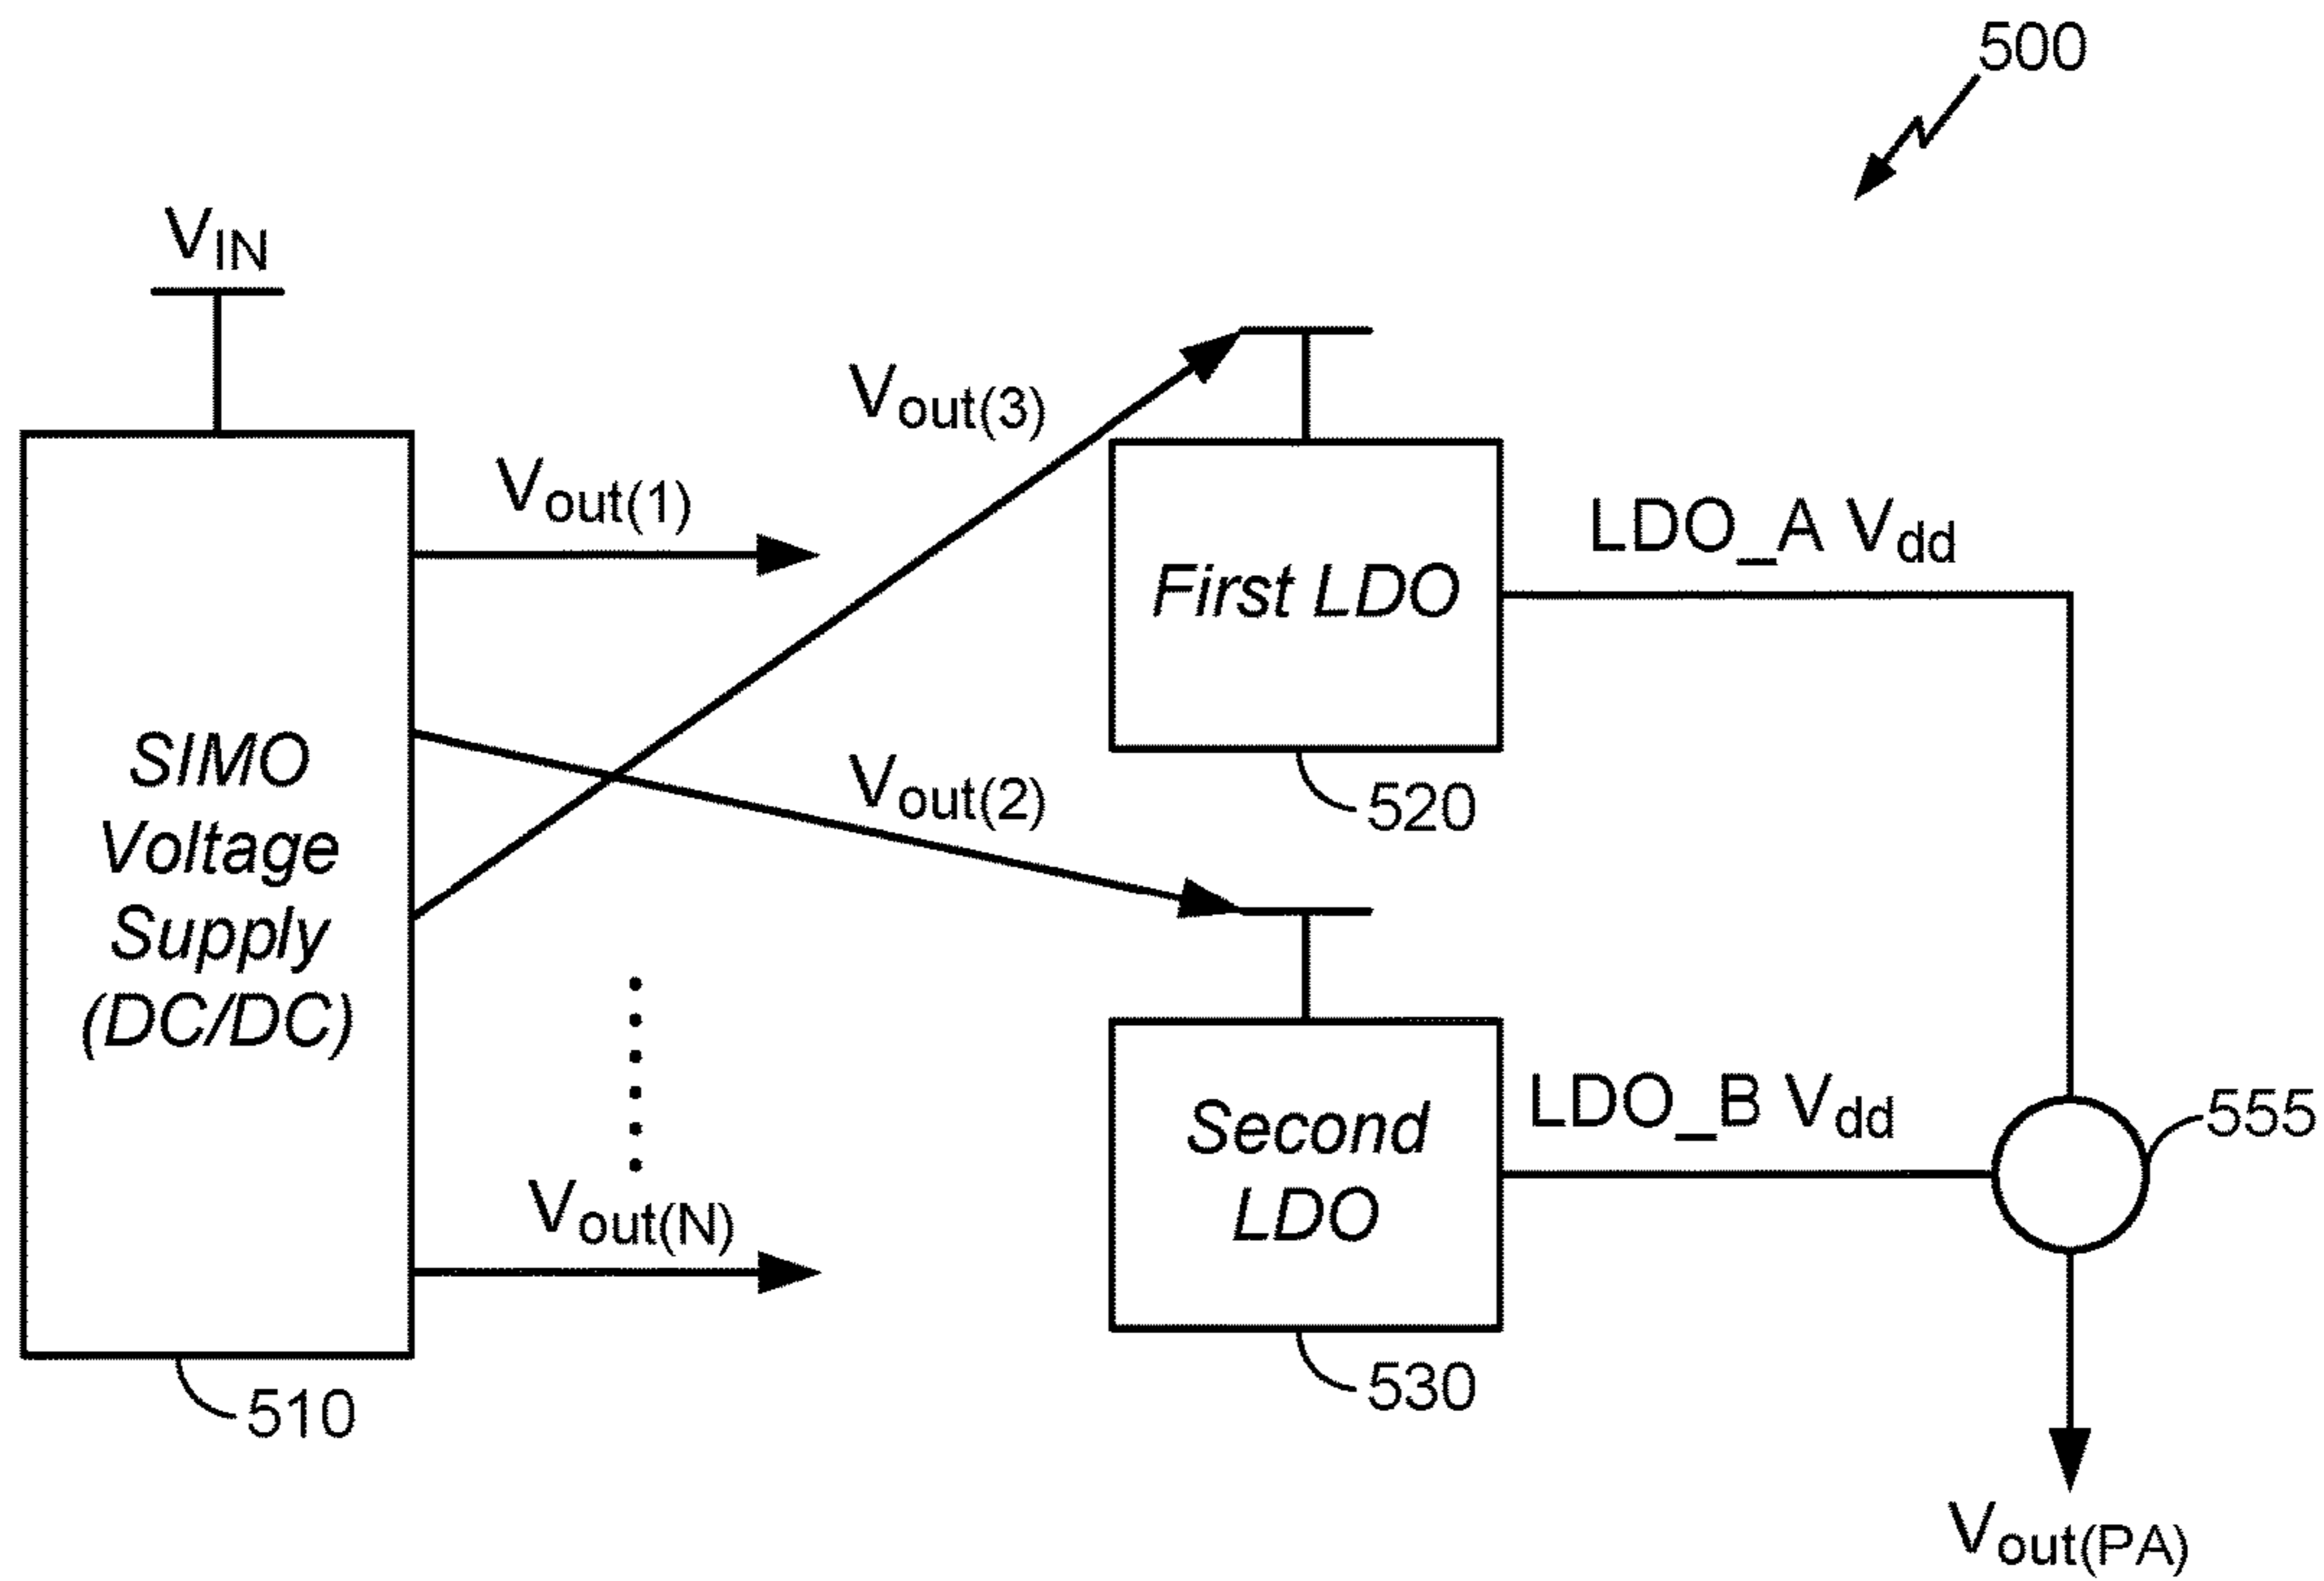 500
VIN
Vout(3)
Vout(1)
LDO_A Vdd
First LDO
SIMO
Voltage
Supply
(DC/DC)
Vout(2)
520
LDO_B Vdd
555
Second
LDO
Vout(N)
530
510
Vout(PA)